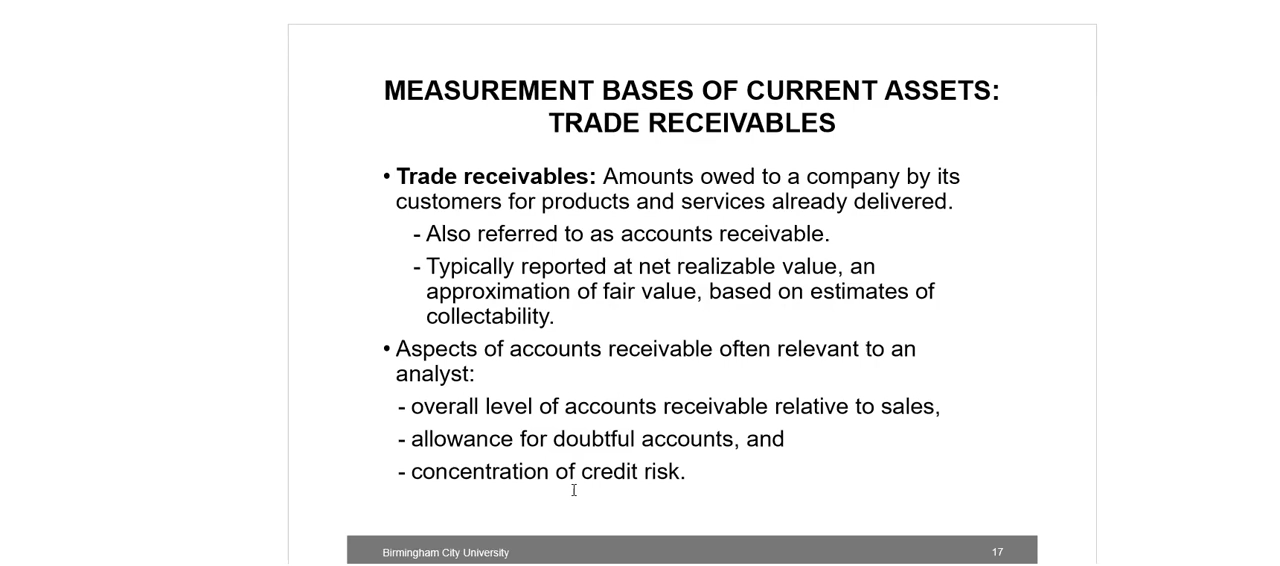 MEASUREMENT BASES OF CURRENT ASSETS:
TRADE RECEIVABLES
• Trade receivables: Amounts owed to a company by its
customers for products and services already delivered.
- Also referred to as accounts receivable.
- Typically reported at net realizable value, an
approximation of fair value, based on estimates of
collectability.
• Aspects of accounts receivable often relevant to an
analyst:
- overall level of accounts receivable relative to sales,
- allowance for doubtful accounts, and
- concentration of credit risk.
Birmingham City University 17